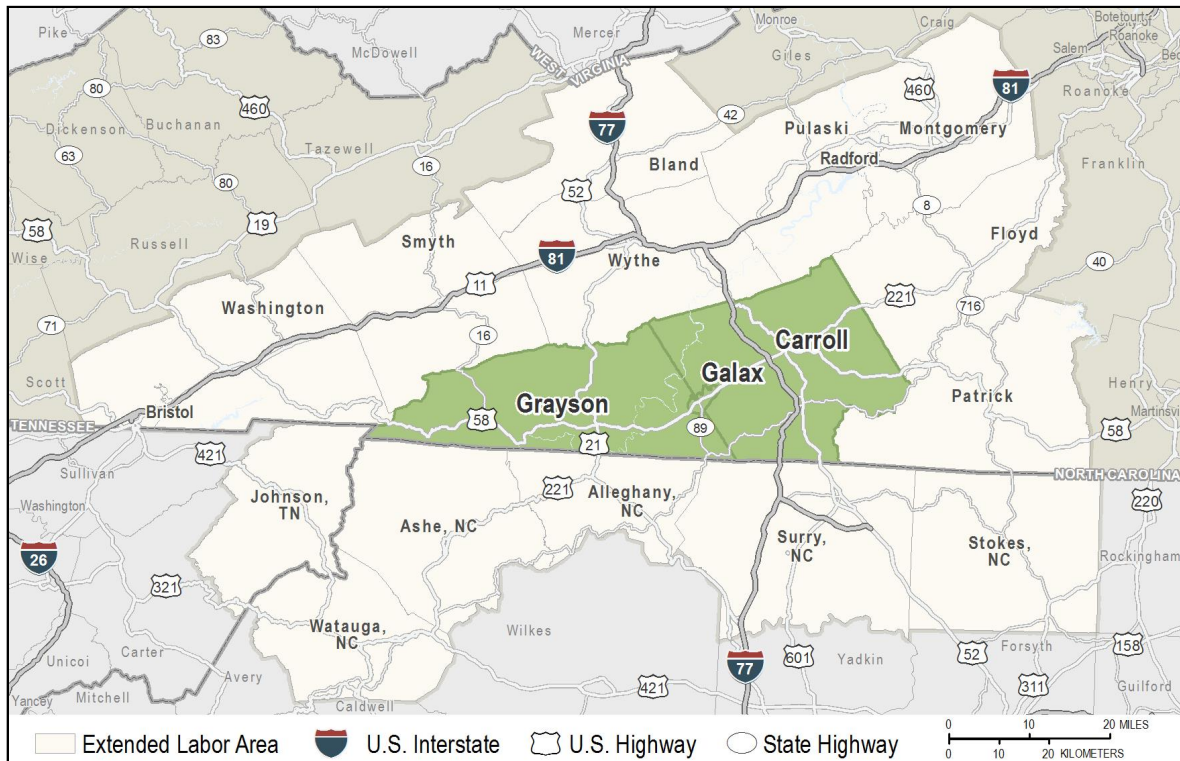 Pike
83
McDowell
Mercer
Monroe
Craig
Botetourt
Roanoke
Salem
WEST VIRGINIA
Giles
80
460
Dickenson
Buchanan
63
Tazewell
16
80
77
42
Pulaski
460
Montgomery
81
Roanoke
Radford
Bland
Franklin
52
58
19
Wise
Russell
Smyth
8
Floyd
81
Wythe
40
11
Washington
221
716
71
16
Carroll
Scott
Galax
Patrick
Henry
Bristol
Grayson
Martinsv
TENNESSEE
58
89
58
21
NORTH CAROLINA
421
Sullivan
Johnson,
TN
221
Alleghany,
NC
220
Washington
Ashe, NC
Surry,
NC
Stokes,
NC
26
Rockingham
321
Watauga,
NC
Wilkes
Unicoi
Carter
77
601
Yadkin
52
Forsyth
158
Avery
Mitchell
421
311
Guilford
Yancey
Caldwell
Extended Labor Area
U.S. Interstate
U.S. Highway
State Highway
0 10 20 MILES
0 10 20 KILOMETERS